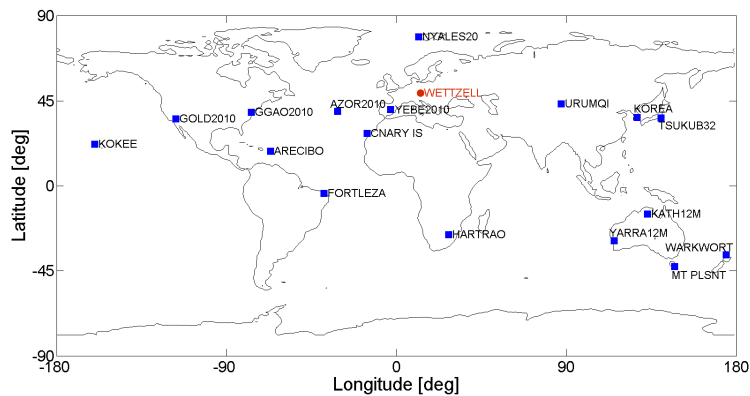 90
NYALES20
WETTZELL
45
AZOR2010
YEBE2010
URUMQI
KOREA
GGAO2010
GOLD2010
TSUKUB32
CNARY IS
KOKEE
ARECIBO
Latitude [deg]
0
FORTLEZA
KATH12M
HARTRAO
YARRA12M
WARKWORT
-45
MT PLSNT
-90
-180
-90
0
90
180
Longitude [deg]